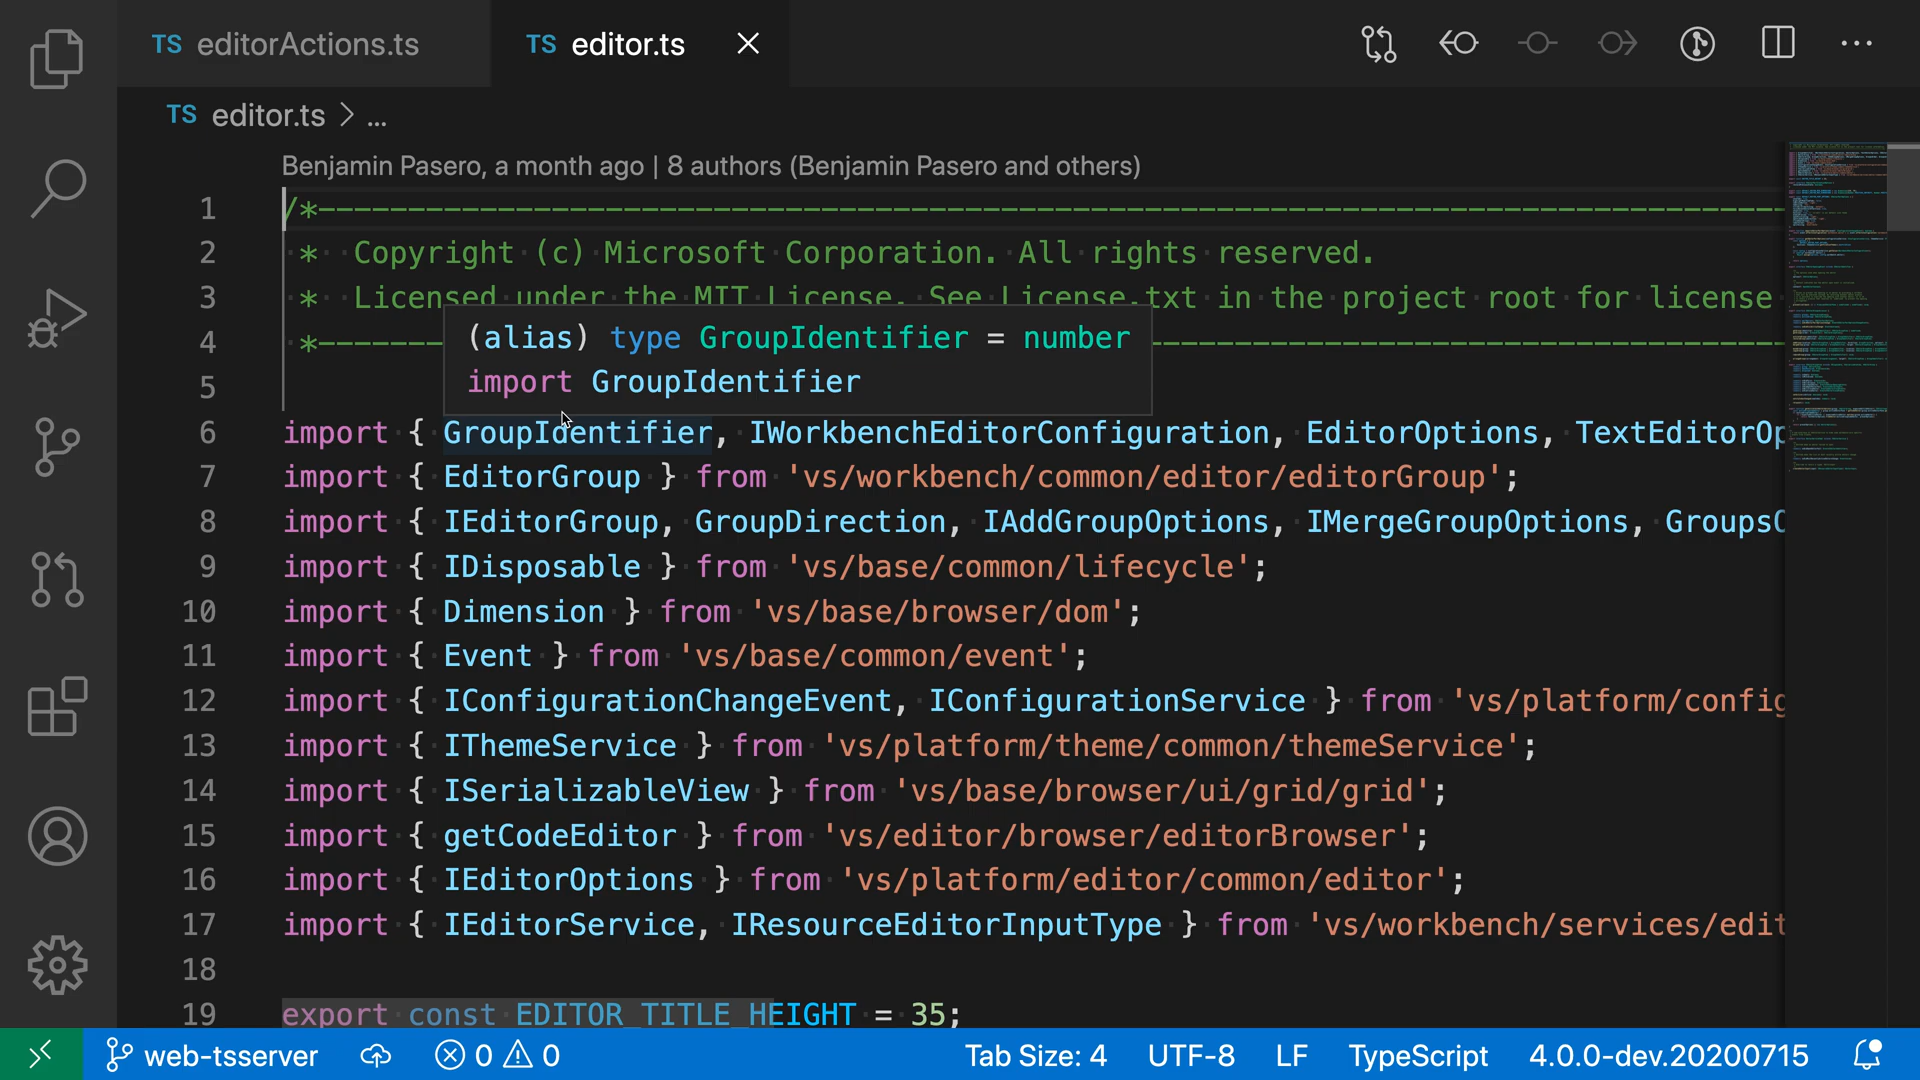 TS editorActions.ts
TS editor.ts
TS editor.ts > ...
Benjamin Pasero, a month ago | 8 authors (Benjamin Pasero and others)
1 /*---------------------------------------------------------------------------------
2 * Copyright (c) Microsoft Corporation. All rights reserved.
3 * Licensed under the MIT License. See License.txt in the project root for license
4 *---------------------------------------------------------------------------------
(alias) type GroupIdentifier = number
import GroupIdentifier
5
6 import { GroupIdentifier, IWorkbenchEditorConfiguration, EditorOptions, TextEditorOp
7 import { EditorGroup } from 'vs/workbench/common/editor/editorGroup';
8 import { IEditorGroup, GroupDirection, IAddGroupOptions, IMergeGroupOptions, GroupsO
9 import { IDisposable } from 'vs/base/common/lifecycle';
10 import { Dimension } from 'vs/base/browser/dom';
11 import { Event } from 'vs/base/common/event';
12 import { IConfigurationChangeEvent, IConfigurationService } from 'vs/platform/config
13 import { IThemeService } from 'vs/platform/theme/common/themeService';
14 import { ISerializableView } from 'vs/base/browser/ui/grid/grid';
15 import { getCodeEditor } from 'vs/editor/browser/editorBrowser';
16 import { IEditorOptions } from 'vs/platform/editor/common/editor';
17 import { IEditorService, IResourceEditorInputType } from 'vs/workbench/services/edit
18
19 export const EDITOR_TITLE_HEIGHT = 35;
web-tsserver 0 0 Tab Size: 4 UTF-8 LF TypeScript 4.0.0-dev.20200715